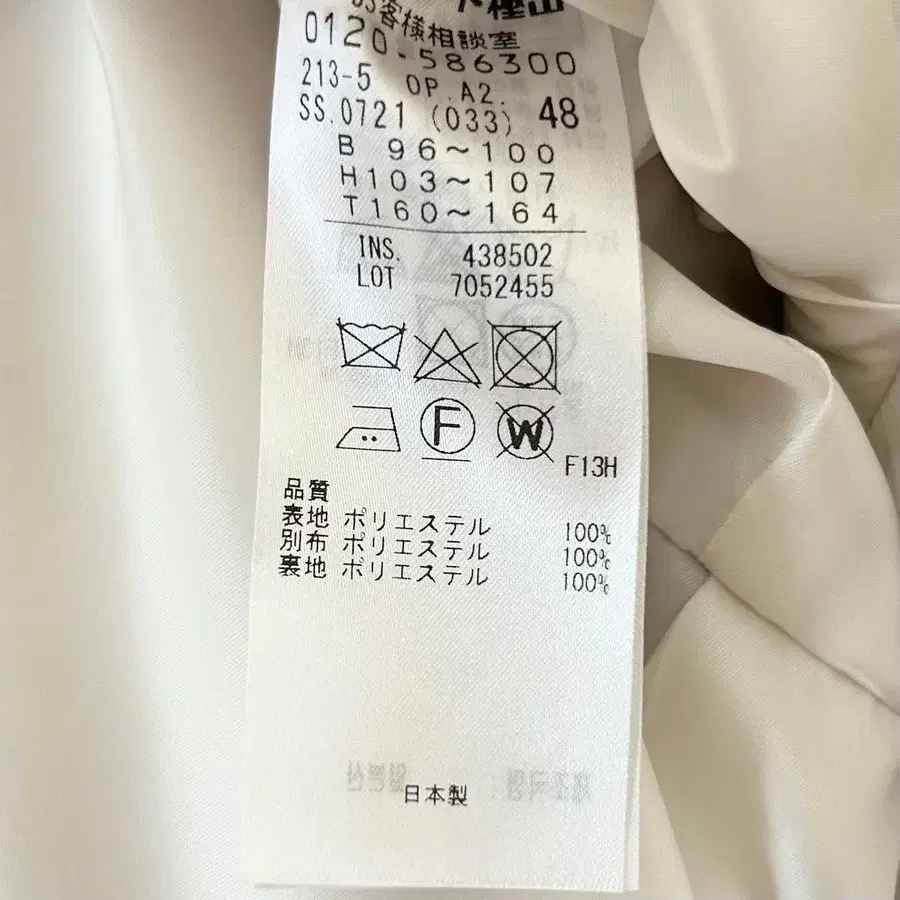 お客様相談室
0120-586300
213-5 OP.A2.
SS.0721 (033) 48
B 96～100
H103～107
T160～164
INS. 438502
LOT 7052455
F
W
F13H
品質
表地 ポリエステル 100%
別布 ポリエステル 100%
裏地 ポリエステル 100%
日本製